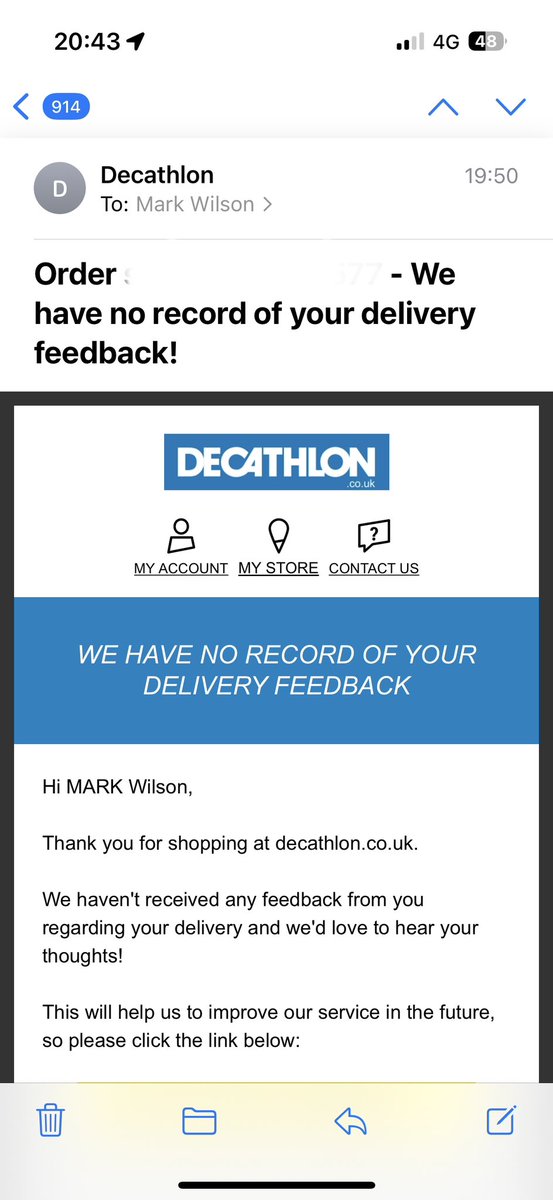 20:43
4G 48
914
D
Decathlon
19:50
To: Mark Wilson >
Order 577 - We
have no record of your delivery
feedback!
DECATHLON
.co.uk
?
MY ACCOUNT MY STORE CONTACT US
WE HAVE NO RECORD OF YOUR
DELIVERY FEEDBACK
Hi MARK Wilson,
Thank you for shopping at decathlon.co.uk.
We haven't received any feedback from you
regarding your delivery and we'd love to hear your
thoughts!
This will help us to improve our service in the future,
so please click the link below: